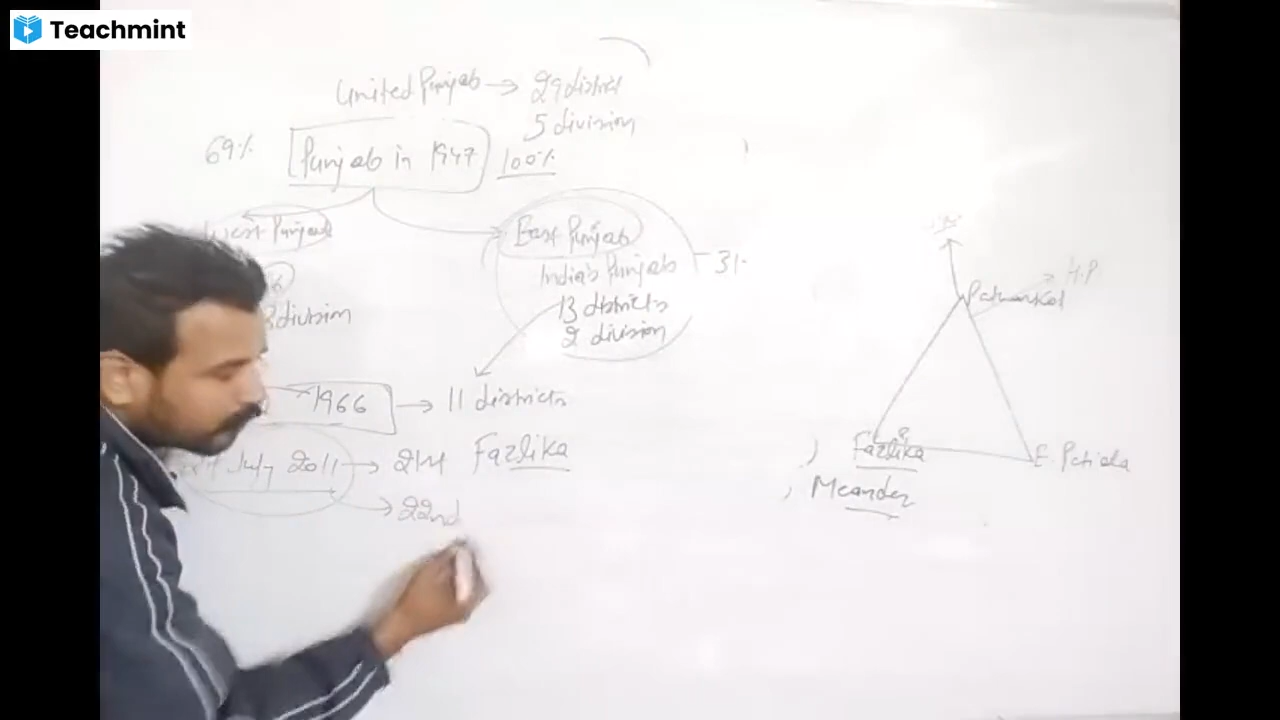 Teachmint
United Punjab → 29 district
5 division
69%
Punjab in 1947
100%
West Punjab
East Punjab
India's Punjab
31
13 districts
division
2 division
1966 → 11 districts
July 2011 → 21st Fazlika
→ 22nd
H.P
Pathankot
Fazlika
E. Patiala
Meander